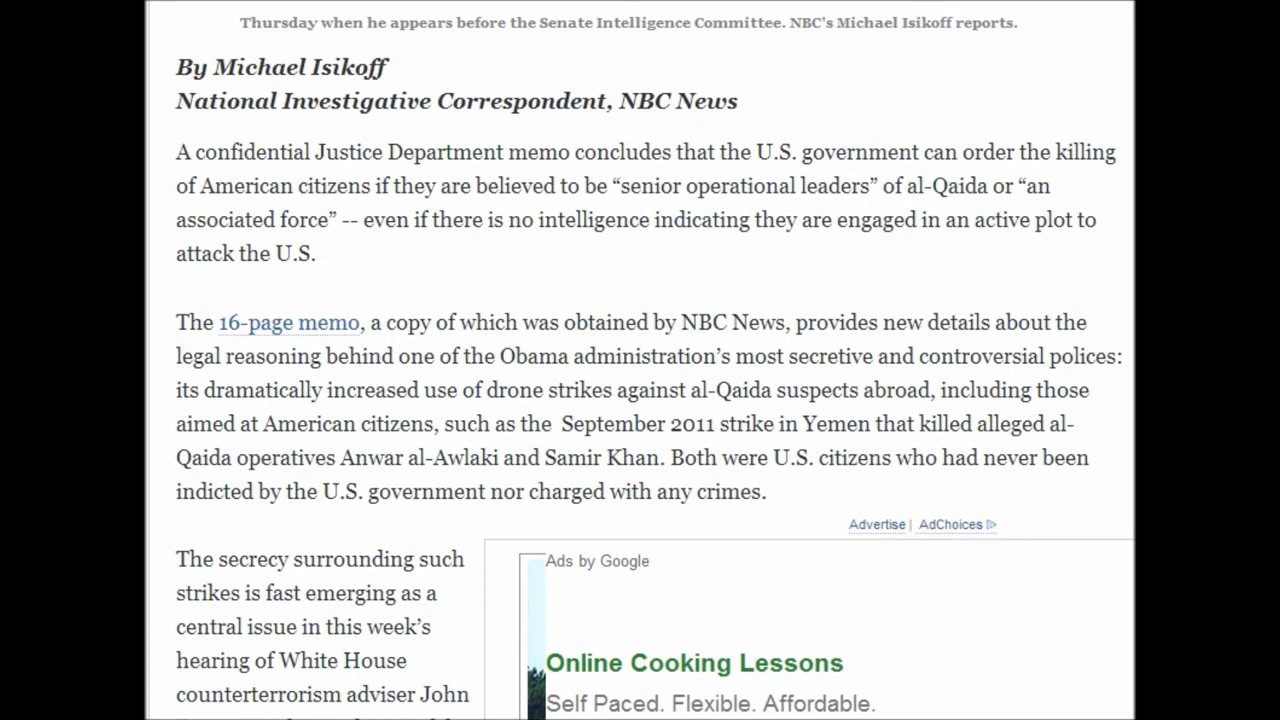 Thursday when he appears before the Senate Intelligence Committee. NBC's Michael Isikoff reports.
By Michael Isikoff
National Investigative Correspondent, NBC News
A confidential Justice Department memo concludes that the U.S. government can order the killing
of American citizens if they are believed to be “senior operational leaders” of al-Qaida or “an
associated force” -- even if there is no intelligence indicating they are engaged in an active plot to
attack the U.S.
The 16-page memo, a copy of which was obtained by NBC News, provides new details about the
legal reasoning behind one of the Obama administration’s most secretive and controversial polices:
its dramatically increased use of drone strikes against al-Qaida suspects abroad, including those
aimed at American citizens, such as the  September 2011 strike in Yemen that killed alleged al-
Qaida operatives Anwar al-Awlaki and Samir Khan. Both were U.S. citizens who had never been
indicted by the U.S. government nor charged with any crimes.
Advertise | AdChoices
The secrecy surrounding such
strikes is fast emerging as a
central issue in this week’s
hearing of White House
counterterrorism adviser John
Ads by Google
Online Cooking Lessons
Self Paced. Flexible. Affordable.